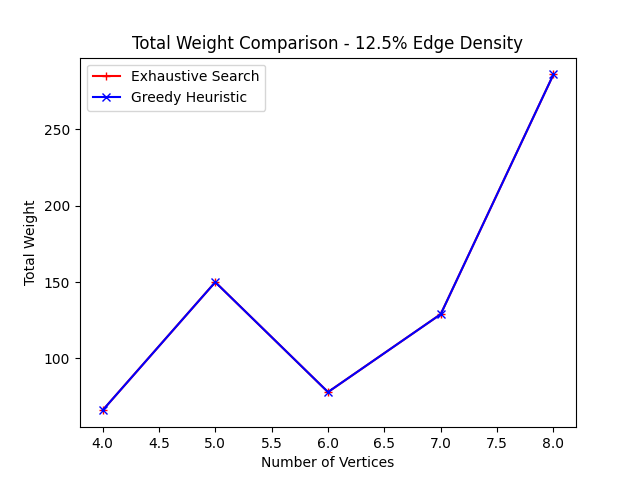 Total Weight Comparison - 12.5% Edge Density
Exhaustive Search
Greedy Heuristic
250
200
150
100
Total Weight
4.0 4.5 5.0 5.5 6.0 6.5 7.0 7.5 8.0
Number of Vertices